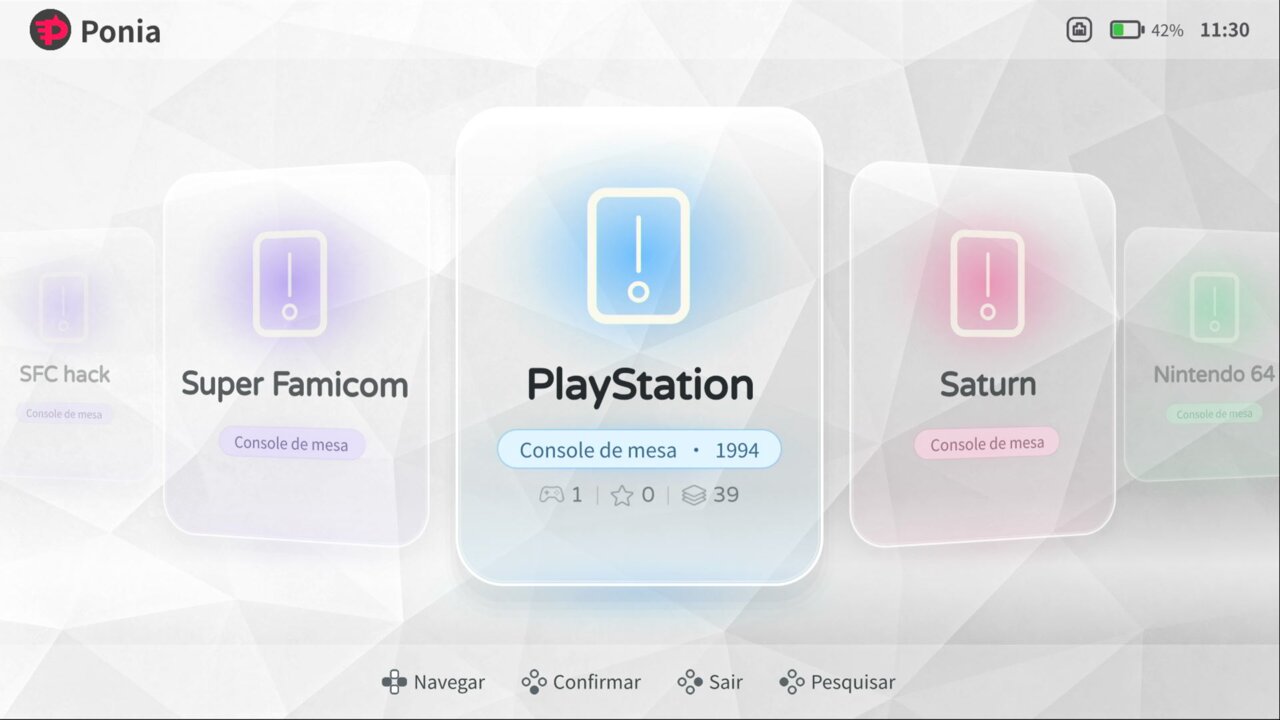 Ponia
42% 11:30
SFC hack
Console de mesa
Super Famicom
Console de mesa
PlayStation
Console de mesa • 1994
1 | 0 | 39
Saturn
Console de mesa
Nintendo 64
Console de mesa
Navegar Confirmar Sair Pesquisar